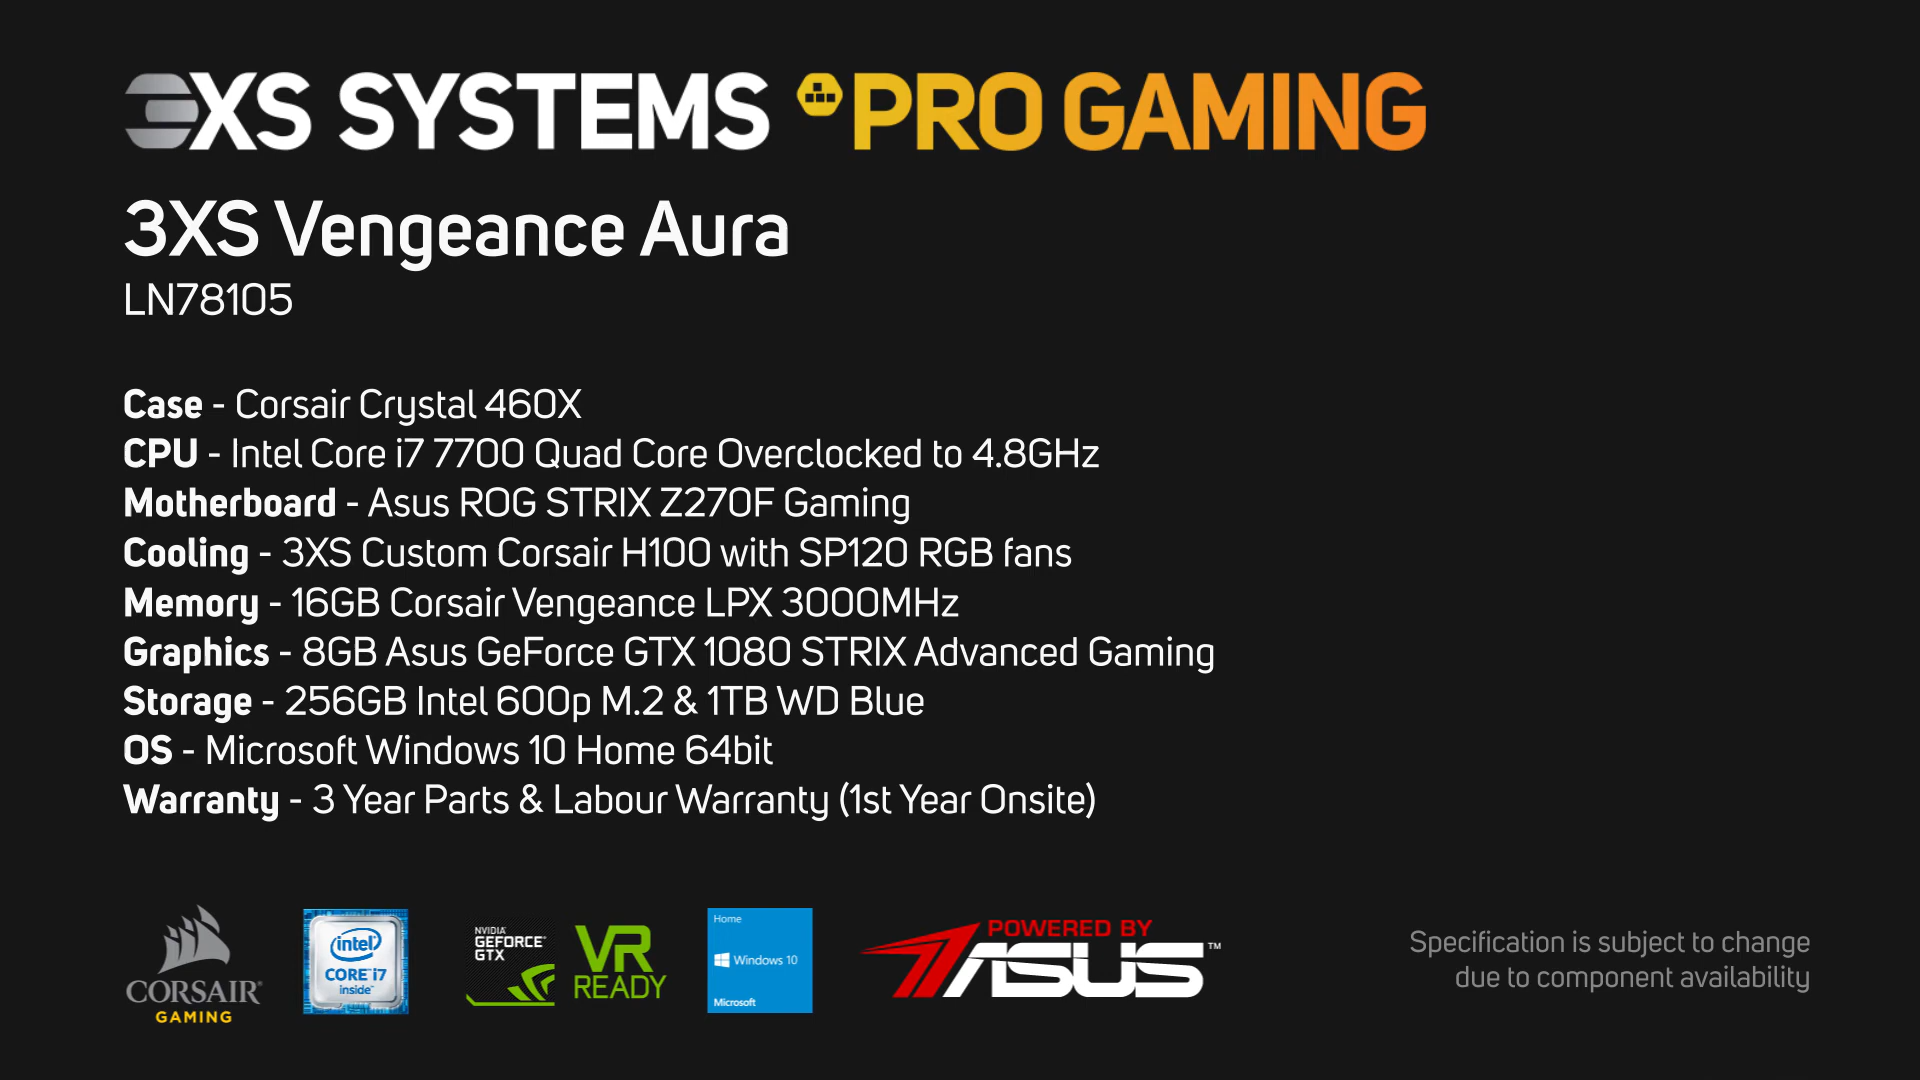 3XS SYSTEMS PRO GAMING
3XS Vengeance Aura
LN78105
Case - Corsair Crystal 460X
CPU - Intel Core i7 7700 Quad Core Overclocked to 4.8GHz
Motherboard - Asus ROG STRIX Z270F Gaming
Cooling - 3XS Custom Corsair H100 with SP120 RGB fans
Memory - 16GB Corsair Vengeance LPX 3000MHz
Graphics - 8GB Asus GeForce GTX 1080 STRIX Advanced Gaming
Storage - 256GB Intel 600p M.2 & 1TB WD Blue
OS - Microsoft Windows 10 Home 64bit
Warranty - 3 Year Parts & Labour Warranty (1st Year Onsite)
CORSAIR®
GAMING
intel®
CORE™ i7
inside™
NVIDIA®
GEFORCE®
GTX
VR
READY
Home
Windows 10
Microsoft
POWERED BY
ASUS™
Specification is subject to change
due to component availability